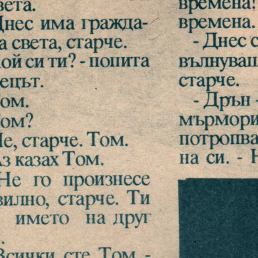 вета.
Днес има гражда-
а света, старче.
ой си ти? - попита
ецът.
ом.
ом?
Не, старче. Том.
з казах Том.
Не го произнесе
вилно, старче. Ти
името на друг
Всички сте Том -
времена!
времена.
- Днес с
вълнуваш
старче.
- Дрън -
мърмори
потропва
на си. - Н